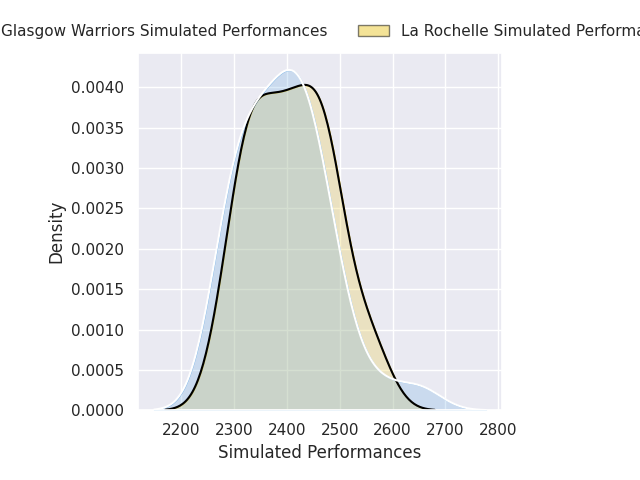 Glasgow Warriors Simulated Performances
La Rochelle Simulated Performa
0.0040
0.0035
0.0030
0.0025
0.0020
0.0015
0.0010
0.0005
0.0000
Density
2200 2300 2400 2500 2600 2700 2800
Simulated Performances